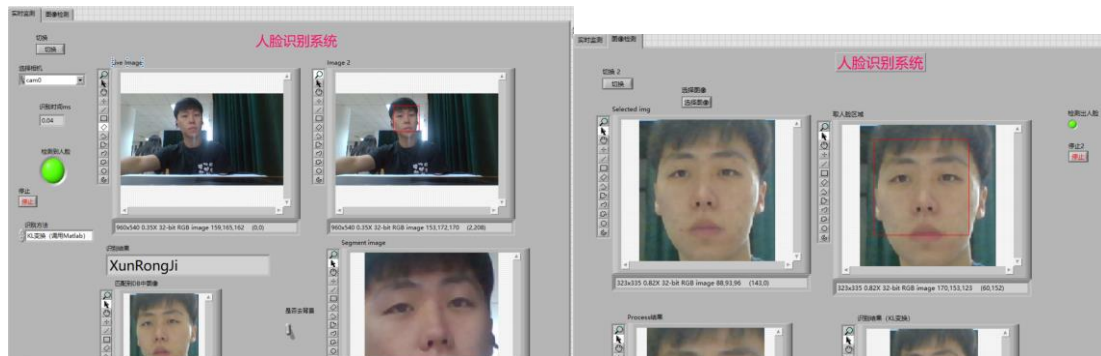 实时监测 图像检测
人脸识别系统
切换
切换
选择相机
cam0
识别时间ms
0.04
检测到人脸
停止
停止
识别方法
KL变换（调用Matlab）
Live Image
960x540 0.35X 32-bit RGB image 159,165,162 (0,0)
Image 2
960x540 0.35X 32-bit RGB image 153,172,170 (2,208)
识别结果
XunRongJi
匹配到DB中图像
是否去背景
Segment image
实时监测 图像检测
人脸识别系统
切换 2
切换
选择图像
选择图像
Selected img
323x335 0.82X 32-bit RGB image 88,93,96 (143,0)
取人脸区域
323x335 0.82X 32-bit RGB image 170,153,123 (60,152)
检测出人脸
停止2
停止
Process结果
识别结果（KL变换）